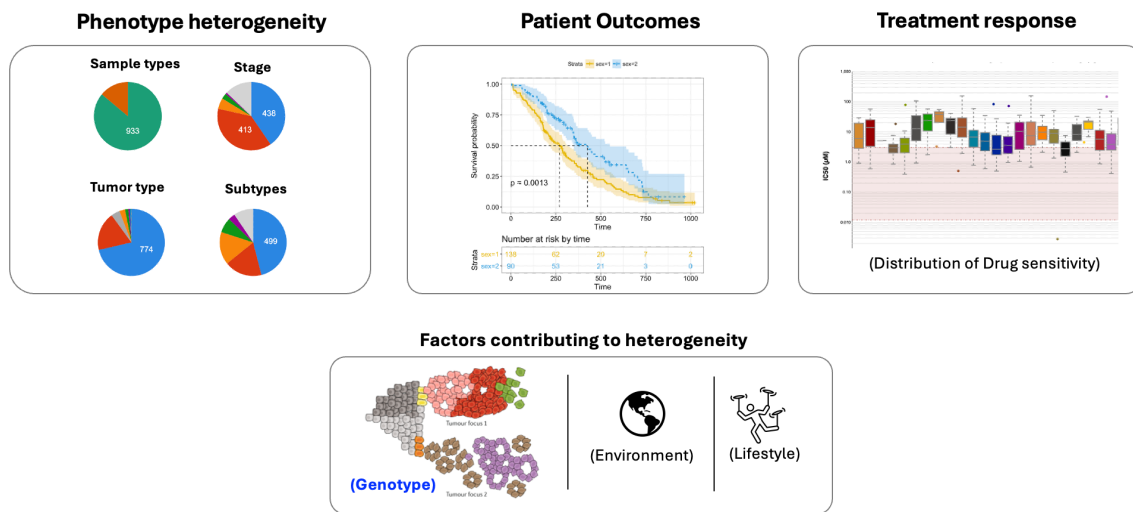 Phenotype heterogeneity
Sample types
933
Stage
438
413
Tumor type
774
Subtypes
499
Patient Outcomes
Strata sex=1 sex=2
Survival probability
1.00
0.75
0.50
0.25
0.00
p = 0.0013
0 250 500 750 1000
Time
Number at risk by time
Strata
sex=1 138 62 20 7 2
sex=2 90 53 21 3 0
0 250 500 750 1000
Time
Treatment response
IC50 (µM)
100
10
(Distribution of Drug sensitivity)
Factors contributing to heterogeneity
Tumour focus 1
(Genotype)
Tumour focus 2
(Environment)
(Lifestyle)